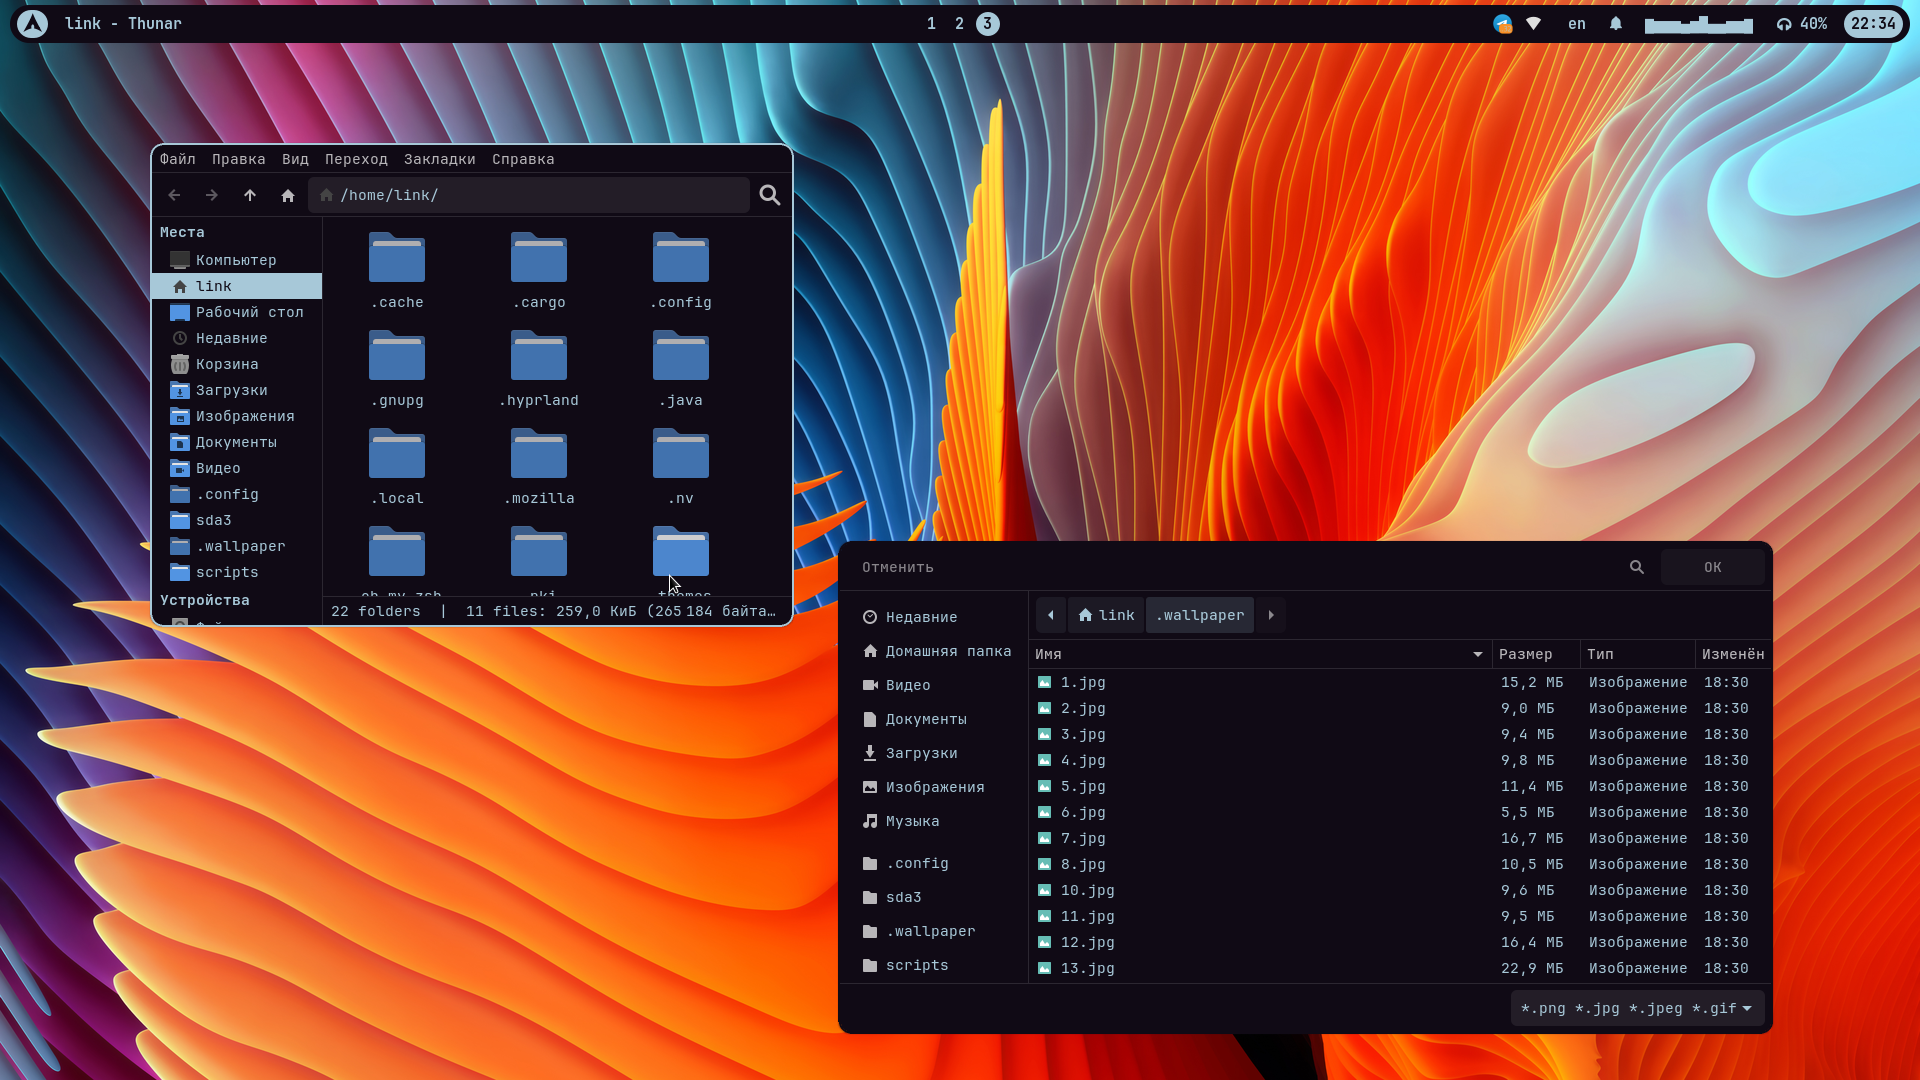 link - Thunar
1 2 3
en
40%
22:34
Файл Правка Вид Переход Закладки Справка
/home/link/
Места
Компьютер
link
Рабочий стол
Недавние
Корзина
Загрузки
Изображения
Документы
Видео
.config
sda3
.wallpaper
scripts
Устройства
.cache .cargo .config
.gnupg .hyprland .java
.local .mozilla .nv
22 folders | 11 files: 259,0 КиБ (265 184 байта…
Отменить
OK
Недавние
Домашняя папка
Видео
Документы
Загрузки
Изображения
Музыка
.config
sda3
.wallpaper
scripts
link .wallpaper
Имя Размер Тип Изменён
1.jpg 15,2 МБ Изображение 18:30
2.jpg 9,0 МБ Изображение 18:30
3.jpg 9,4 МБ Изображение 18:30
4.jpg 9,8 МБ Изображение 18:30
5.jpg 11,4 МБ Изображение 18:30
6.jpg 5,5 МБ Изображение 18:30
7.jpg 16,7 МБ Изображение 18:30
8.jpg 10,5 МБ Изображение 18:30
10.jpg 9,6 МБ Изображение 18:30
11.jpg 9,5 МБ Изображение 18:30
12.jpg 16,4 МБ Изображение 18:30
13.jpg 22,9 МБ Изображение 18:30
*.png *.jpg *.jpeg *.gif